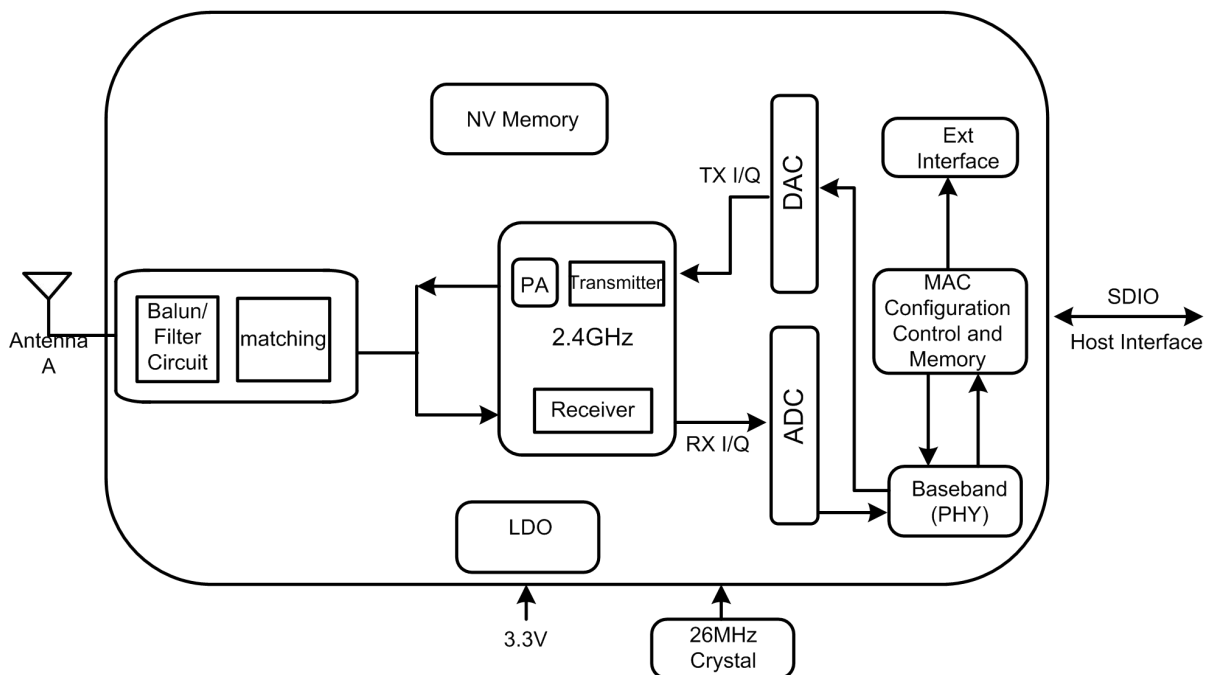 NV Memory
Ext
Interface
TX I/Q
DAC
PA
Transmitter
2.4GHz
Receiver
Antenna
A
Balun/
Filter
Circuit
matching
MAC
Configuration
Control and
Memory
SDIO
Host Interface
ADC
RX I/Q
Baseband
(PHY)
LDO
3.3V
26MHz
Crystal